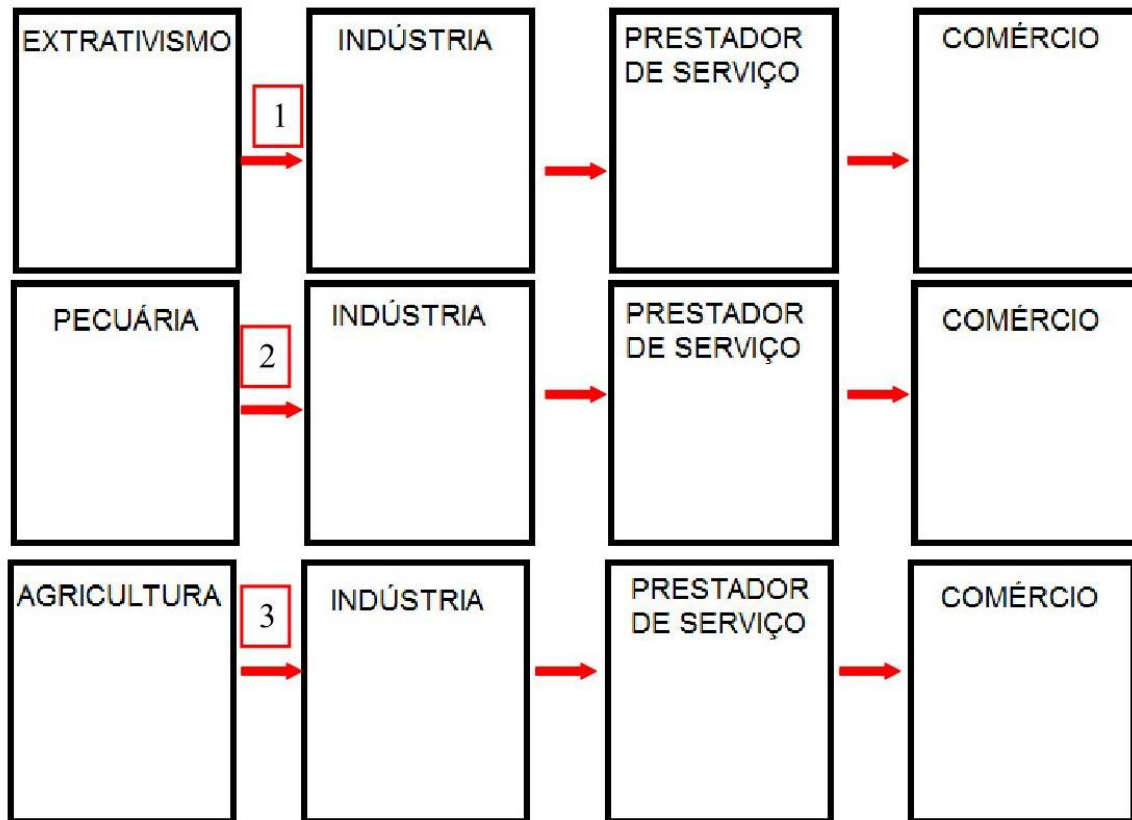 EXTRATIVISMO
INDÚSTRIA
PRESTADOR
DE SERVIÇO
COMÉRCIO
1
PECUÁRIA
INDÚSTRIA
PRESTADOR
DE SERVIÇO
COMÉRCIO
2
AGRICULTURA
INDÚSTRIA
PRESTADOR
DE SERVIÇO
COMÉRCIO
3